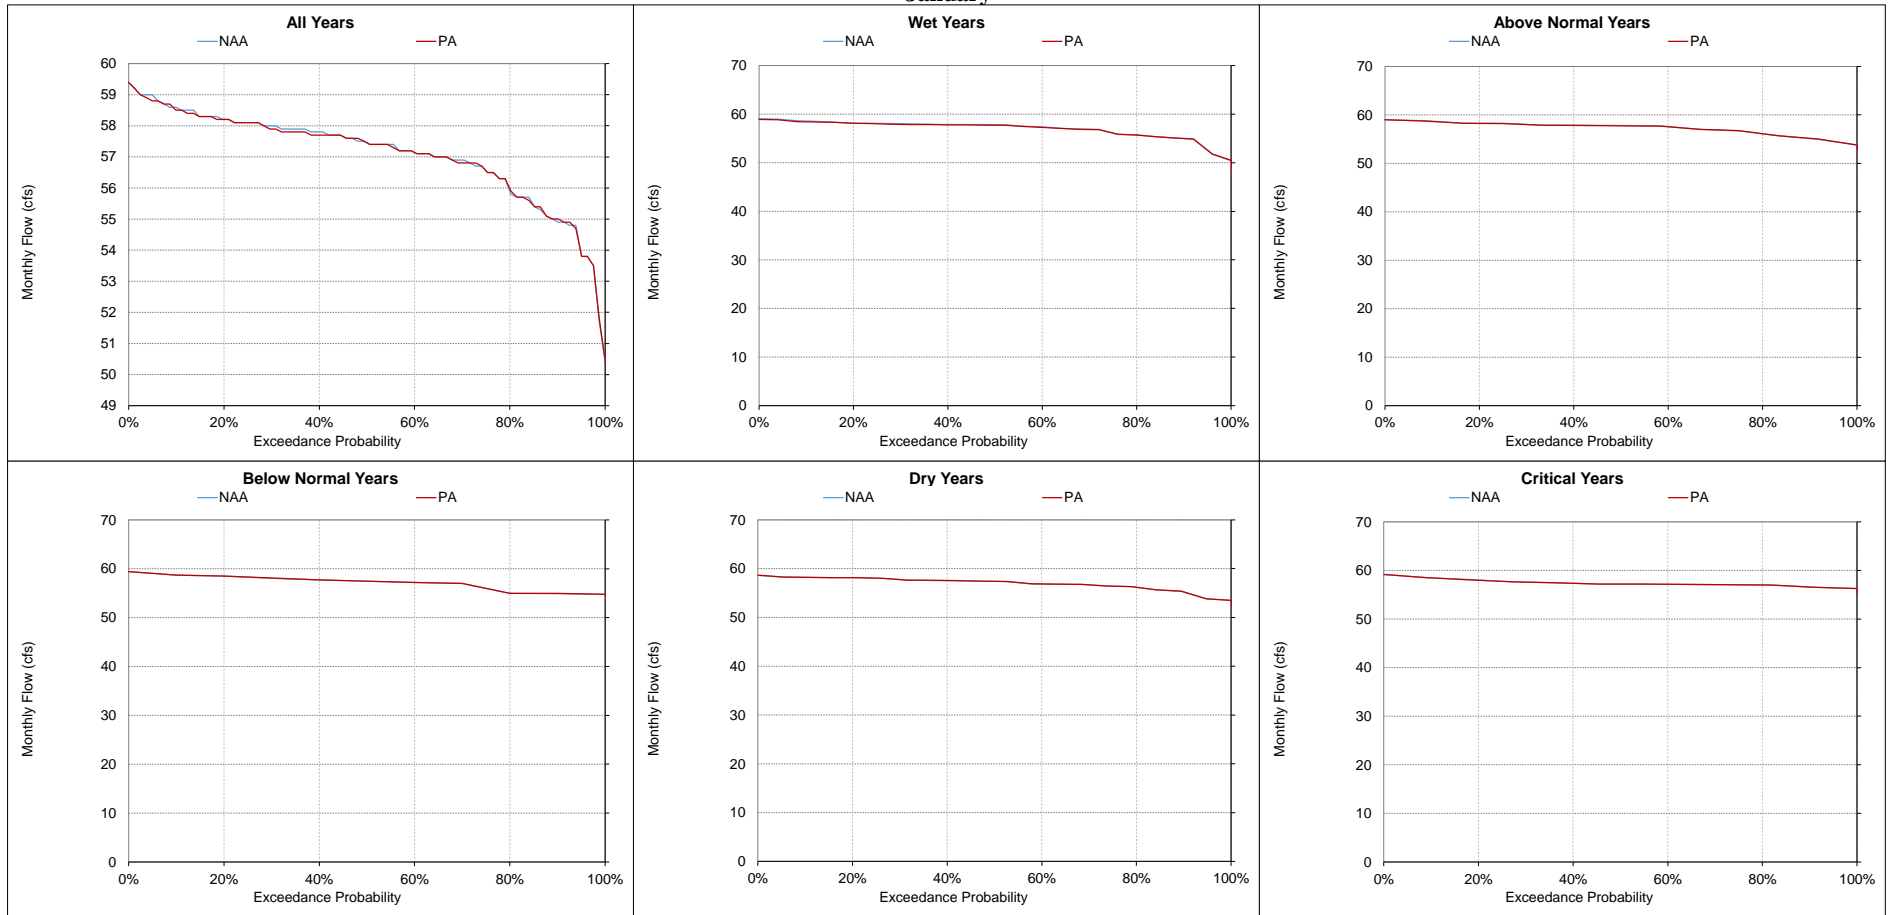 All Years
NAA PA
60
59
58
57
56
55
54
53
52
51
50
49
Monthly Flow (cfs)
0% 20% 40% 60% 80% 100%
Exceedance Probability
Wet Years
NAA PA
70
60
50
40
30
20
10
0
Monthly Flow (cfs)
0% 20% 40% 60% 80% 100%
Exceedance Probability
Above Normal Years
NAA PA
70
60
50
40
30
20
10
0
Monthly Flow (cfs)
0% 20% 40% 60% 80% 100%
Exceedance Probability
Below Normal Years
NAA PA
70
60
50
40
30
20
10
0
Monthly Flow (cfs)
0% 20% 40% 60% 80% 100%
Exceedance Probability
Dry Years
NAA PA
70
60
50
40
30
20
10
0
Monthly Flow (cfs)
0% 20% 40% 60% 80% 100%
Exceedance Probability
Critical Years
NAA PA
70
60
50
40
30
20
10
0
Monthly Flow (cfs)
0% 20% 40% 60% 80% 100%
Exceedance Probability